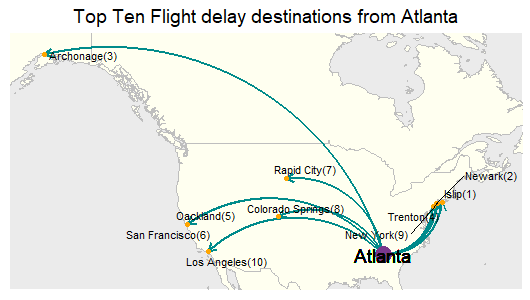 Top Ten Flight delay destinations from Atlanta
Archonage(3)
Rapid City(7)
Newark(2)
Islip(1)
Colorado Springs(8)
Oackland(5)
Trenton(4)
San Francisco(6)
New York(9)
Atlanta
Los Angeles(10)